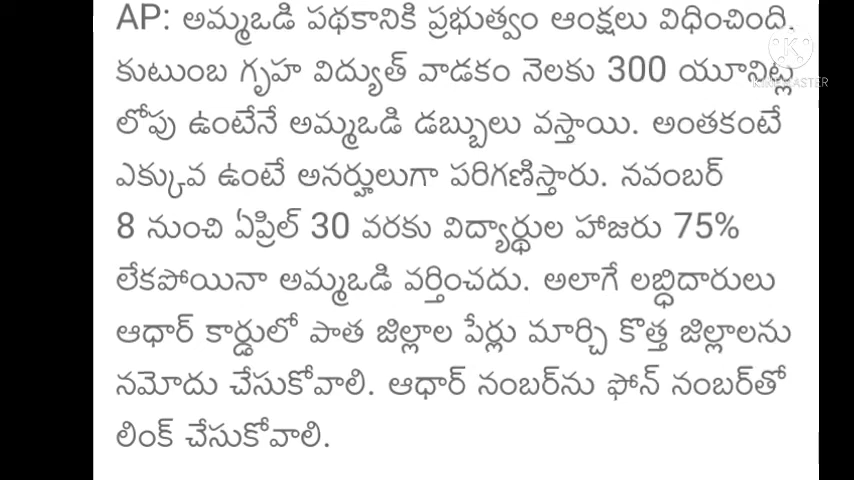 AP: అమ్మఒడి పథకానికి ప్రభుత్వం ఆంక్షలు విధించింది.
కుటుంబ గృహ విద్యుత్ వాడకం నెలకు 300 యూనిట్ల
లోపు ఉంటేనే అమ్మఒడి డబ్బులు వస్తాయి. అంతకంటే
ఎక్కువ ఉంటే అనర్హులుగా పరిగణిస్తారు. నవంబర్
8 నుంచి ఏప్రిల్ 30 వరకు విద్యార్థుల హాజరు 75%
లేకపోయినా అమ్మఒడి వర్తించదు. అలాగే లబ్ధిదారులు
ఆధార్ కార్డులో పాత జిల్లాల పేర్లు మార్చి కొత్త జిల్లాలను
నమోదు చేసుకోవాలి. ఆధార్ నంబర్‌ను ఫోన్ నంబర్‌తో
లింక్ చేసుకోవాలి.
KINEMASTER